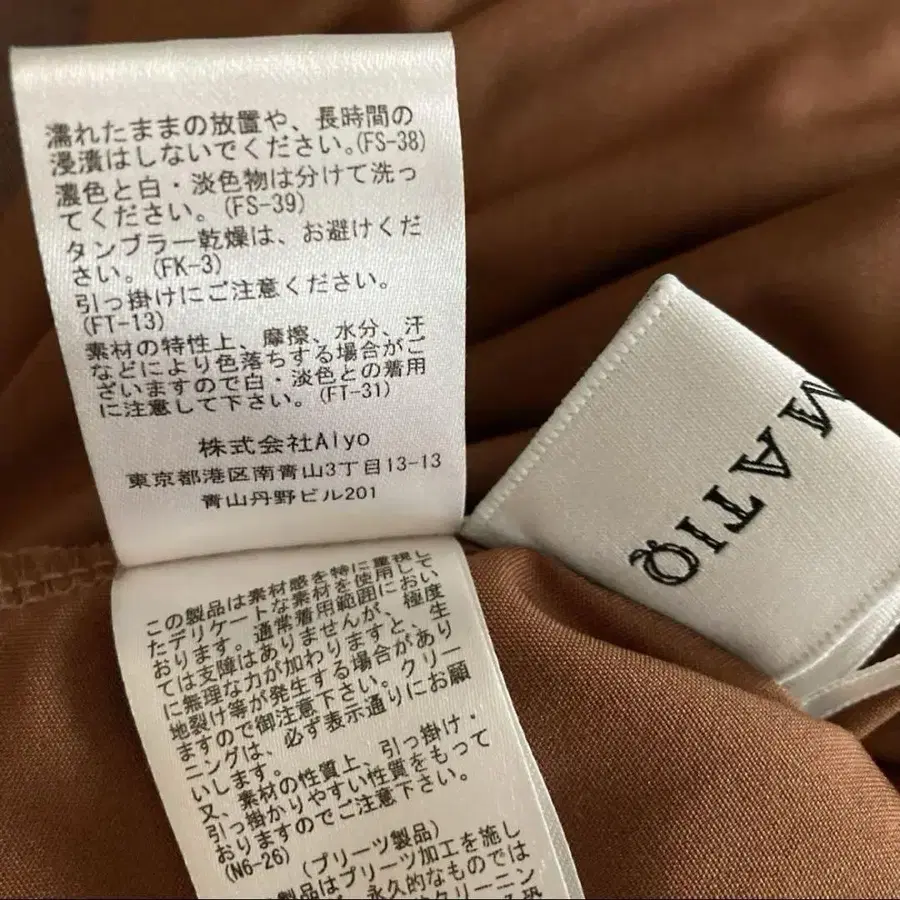 濡れたままの放置や、長時間の
浸漬はしないでください。(FS-38)
濃色と白・淡色物は分けて洗っ
てください。(FS-39)
タンブラー乾燥は、お避けくだ
さい。(FK-3)
引っ掛けにご注意ください。
(FT-13)
素材の特性上、摩擦、水分、汗
などにより色落ちする場合がご
ざいますので白・淡色との着用
に注意して下さい。(FT-31)
株式会社Alyo
東京都港区南青山3丁目13-13
青山丹野ビル201
MATIQ
この製品は素材感を特に重視し
たデリケートな素材を使用して
おります。通常着用範囲におい
ては支障はありませんが、極度
に無理な力が加わりますと、生
地裂け等が発生する場合があり
ますので御注意下さい。クリー
ニングは、必ず表示通りにお願
いします。
又、素材の性質上、引っ掛け・
引っ掛かりやすい性質をもって
おりますのでご注意下さい。
(N6-26)
(プリーツ製品)
製品はプリーツ加工を施し
永久的なものでは
クリーニン